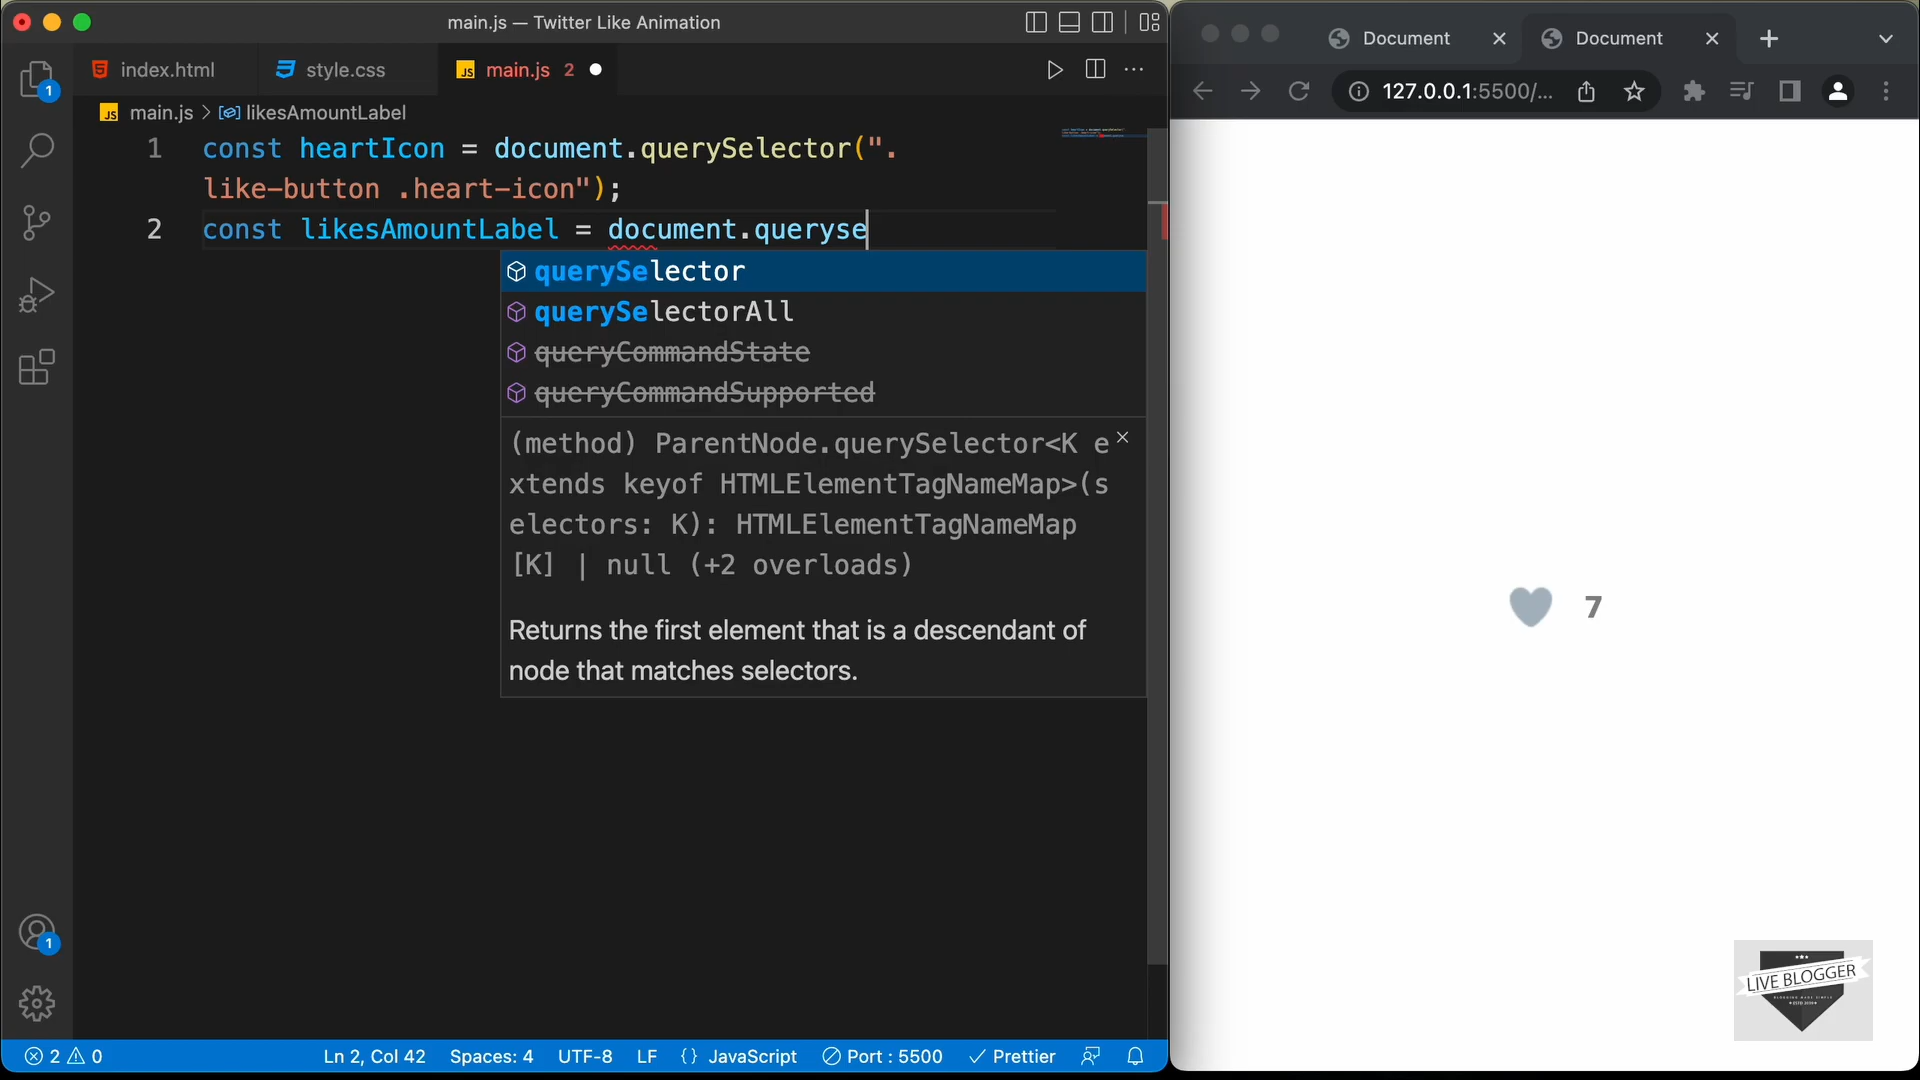 main.js — Twitter Like Animation
index.html
style.css
JS main.js 2
JS main.js > likesAmountLabel
1 const heartIcon = document.querySelector(".
like-button .heart-icon");
2 const likesAmountLabel = document.queryse
querySelector
querySelectorAll
queryCommandState
queryCommandSupported
(method) ParentNode.querySelector<K e
xtends keyof HTMLElementTagNameMap>(s
electors: K): HTMLElementTagNameMap
[K] | null (+2 overloads)
Returns the first element that is a descendant of
node that matches selectors.
1
1
2 0 Ln 2, Col 42 Spaces: 4 UTF-8 LF {} JavaScript Port : 5500 Prettier
Document
Document
127.0.0.1:5500/...
7
LIVE BLOGGER